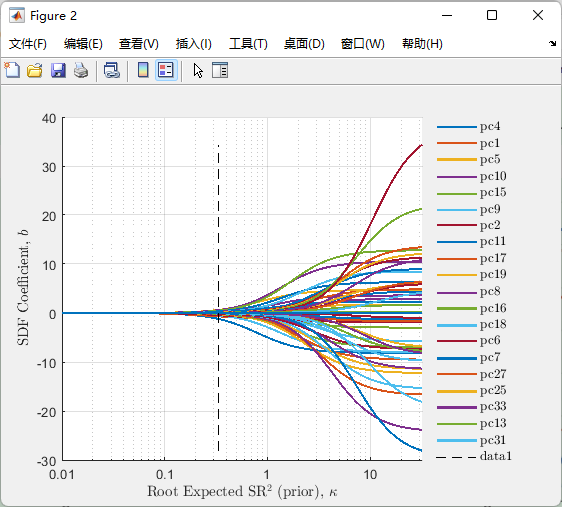 Figure 2
文件(F) 编辑(E) 查看(V) 插入(I) 工具(T) 桌面(D) 窗口(W) 帮助(H)
40
30
20
10
0
-10
-20
-30
SDF Coefficient, b
0.01 0.1 1 10
Root Expected SR² (prior), κ
pc4
pc1
pc5
pc10
pc15
pc9
pc2
pc11
pc17
pc19
pc8
pc16
pc18
pc6
pc7
pc27
pc25
pc33
pc13
pc31
data1